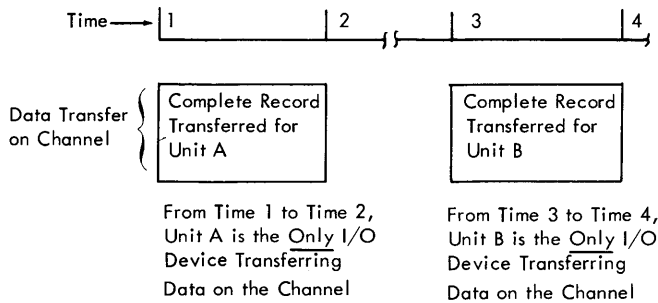 Time 1 2 3 4
Data Transfer on Channel
Complete Record
Transferred for
Unit A
Complete Record
Transferred for
Unit B
From Time 1 to Time 2,
Unit A is the Only I/O
Device Transferring
Data on the Channel
From Time 3 to Time 4,
Unit B is the Only I/O
Device Transferring
Data on the Channel